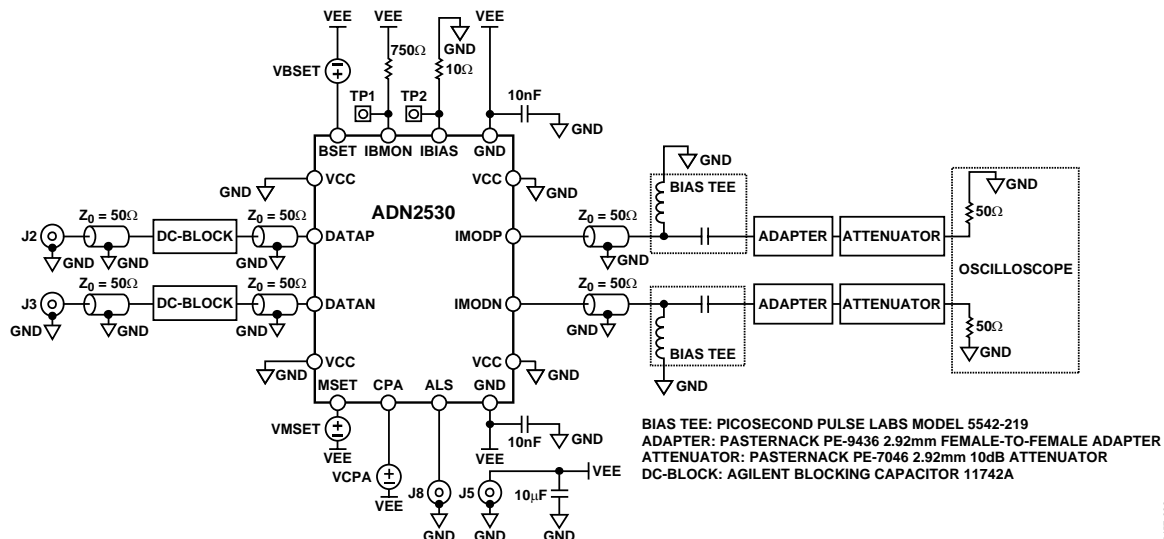 VEE VEE VEE
GND
750Ω
10Ω
VBSET
TP1 TP2 10nF
GND
BSET IBMON IBIAS GND
GND
VCC VCC
GND GND
BIAS TEE
GND
ADN2530
50Ω
Z0 = 50Ω Z0 = 50Ω Z0 = 50Ω
J2 DC-BLOCK DATAP IMODP ADAPTER ATTENUATOR
GND GND GND GND
OSCILLOSCOPE
Z0 = 50Ω Z0 = 50Ω Z0 = 50Ω
J3 DC-BLOCK DATAN IMODN ADAPTER ATTENUATOR
GND GND GND GND
50Ω
BIAS TEE
GND
VCC VCC
GND GND
GND
MSET CPA ALS GND
VMSET
10nF
GND
VEE VEE
VCPA
VEE
J8 J5 10μF VEE
GND GND GND
BIAS TEE: PICOSECOND PULSE LABS MODEL 5542-219
ADAPTER: PASTERNACK PE-9436 2.92mm FEMALE-TO-FEMALE ADAPTER
ATTENUATOR: PASTERNACK PE-7046 2.92mm 10dB ATTENUATOR
DC-BLOCK: AGILENT BLOCKING CAPACITOR 11742A